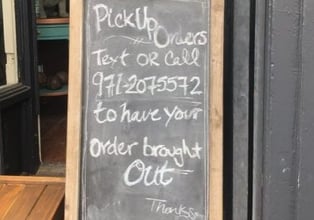 PickUp
Orders
Text OR Call
971-2075572
to have your
order brought
Out
Thanks